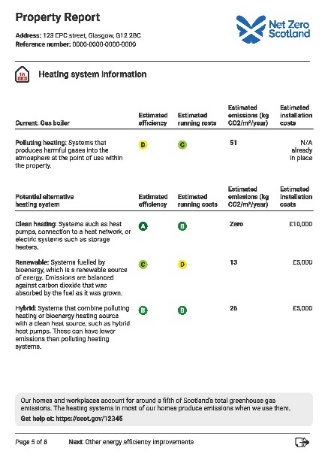 Property Report
Address: 123 EPC street, Glasgow, G12 2BC
Reference number: 0000-0000-0000-0000
Net Zero
Scotland
Heating system information
Current: Gas boiler
Estimated
efficiency
Estimated
running costs
Estimated
emissions (kg
CO2/m²/year)
Estimated
installation
costs
Polluting heating: Systems that
produces harmful gases into the
atmosphere at the point of use within
the property.
D
C
51
N/A
already
in place
Potential alternative
heating system
Estimated
efficiency
Estimated
running costs
Estimated
emissions (kg
CO2/m²/year)
Estimated
installation
costs
Clean heating: Systems such as heat
pumps, connection to a heat network, or
electric systems such as storage
heaters.
A
B
Zero
£10,000
Renewable: Systems fuelled by
bioenergy, which is a renewable source
of energy. Emissions are balanced
against carbon dioxide that was
absorbed by the fuel as it was grown.
C
D
13
£5,000
Hybrid: Systems that combine polluting
heating or bioenergy heating source
with a clean heat source, such as hybrid
heat pumps. These can have lower
emissions than polluting heating
systems.
B
B
26
£5,000
Our homes and workplaces account for around a fifth of Scotland's total greenhouse gas
emissions. The heating systems in most of our homes produce emissions when we use them.
Get help at: https://scot.gov/12345
Page 5 of 8
Next: Other energy efficiency improvements